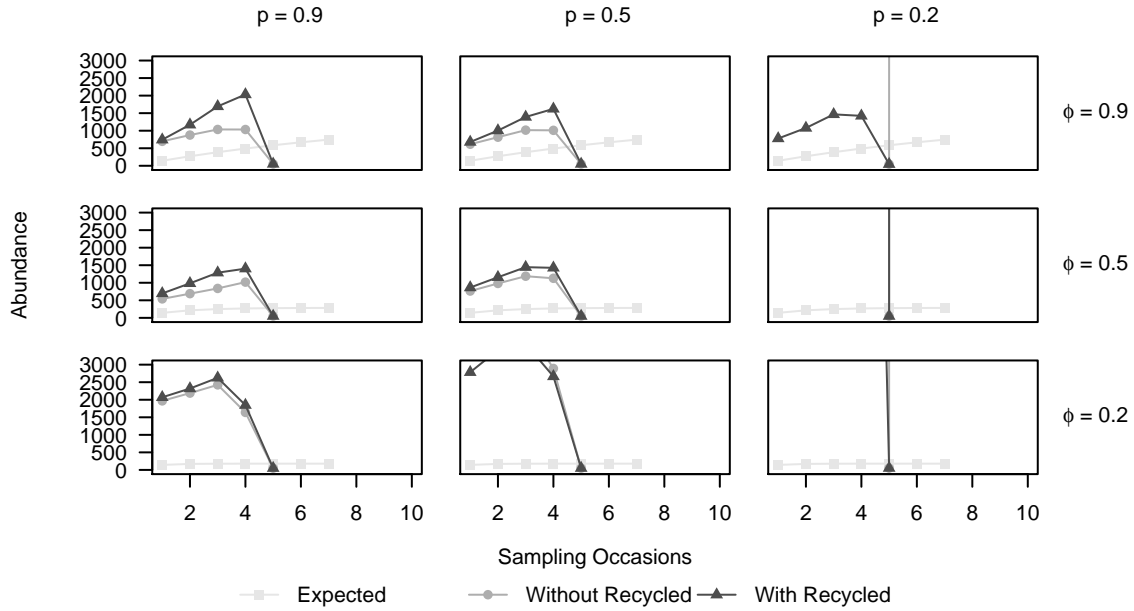 p = 0.9 p = 0.5 p = 0.2
3000
2500
2000
1500
1000
500
0
ϕ = 0.9
3000
2500
2000
1500
1000
500
0
ϕ = 0.5
3000
2500
2000
1500
1000
500
0
ϕ = 0.2
Abundance
2 4 6 8 10 2 4 6 8 10 2 4 6 8 10
Sampling Occasions
Expected Without Recycled With Recycled